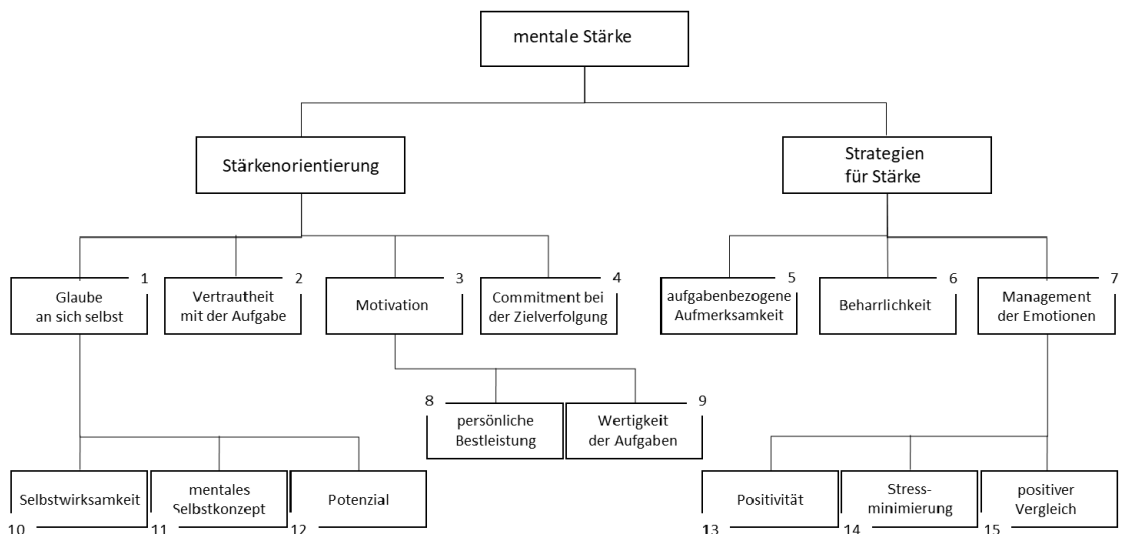 mentale Stärke
Stärkenorientierung
Strategien
für Stärke
1
Glaube
an sich selbst
2
Vertrautheit
mit der Aufgabe
3
Motivation
4
Commitment bei
der Zielverfolgung
5
aufgabenbezogene
Aufmerksamkeit
6
Beharrlichkeit
7
Management
der Emotionen
8
persönliche
Bestleistung
9
Wertigkeit
der Aufgaben
Selbstwirksamkeit
10
mentales
Selbstkonzept
11
Potenzial
12
Positivität
13
Stress-
minimierung
14
positiver
Vergleich
15